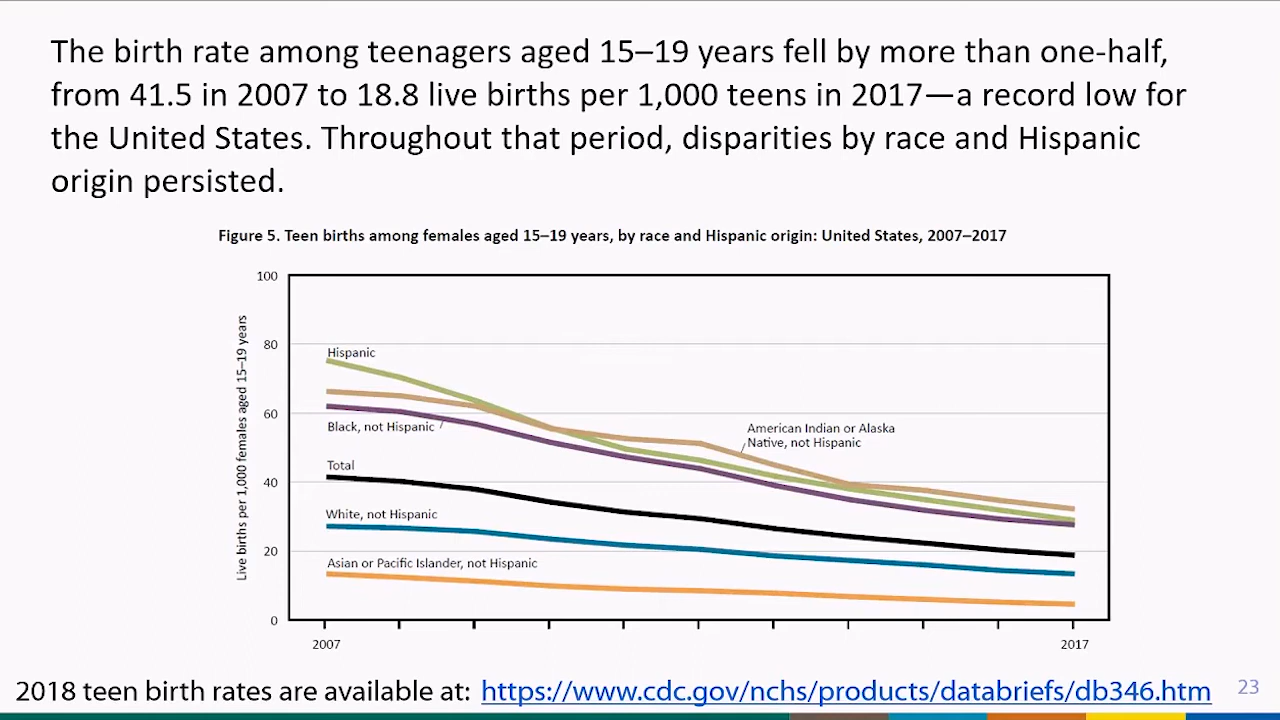 The birth rate among teenagers aged 15–19 years fell by more than one-half,
from 41.5 in 2007 to 18.8 live births per 1,000 teens in 2017—a record low for
the United States. Throughout that period, disparities by race and Hispanic
origin persisted.
Figure 5. Teen births among females aged 15–19 years, by race and Hispanic origin: United States, 2007–2017
Live births per 1,000 females aged 15–19 years
100
80
60
40
20
0
Hispanic
Black, not Hispanic
American Indian or Alaska
Native, not Hispanic
Total
White, not Hispanic
Asian or Pacific Islander, not Hispanic
2007
2017
2018 teen birth rates are available at: https://www.cdc.gov/nchs/products/databriefs/db346.htm
23